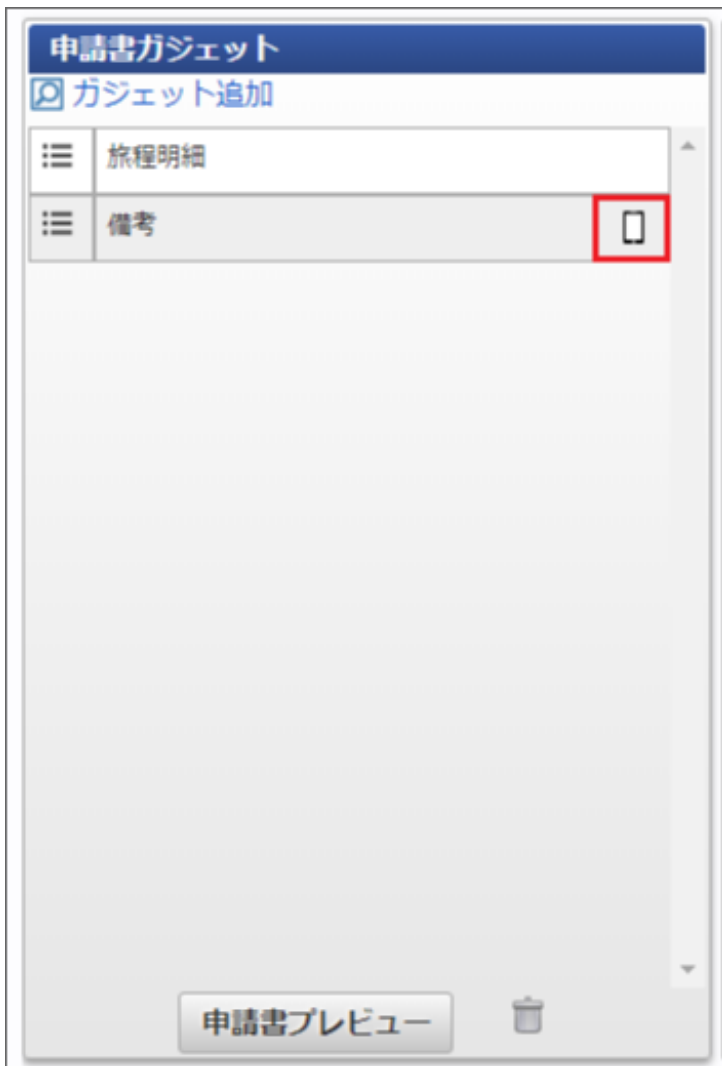 申請書ガジェット
ガジェット追加
旅程明細
備考
申請書プレビュー